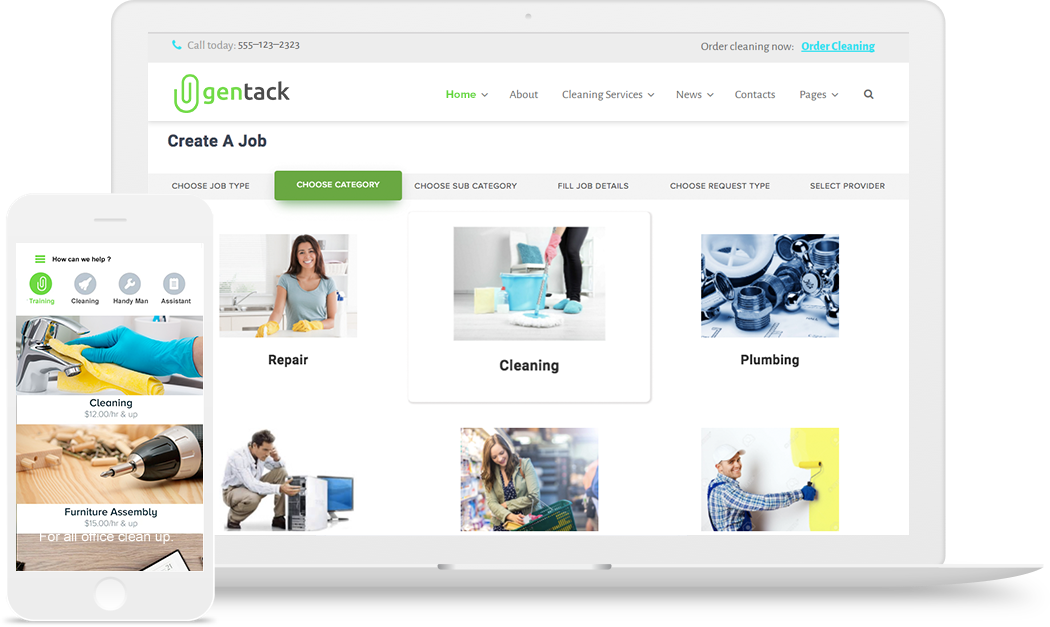 Call today: 555-123-2323
Order cleaning now: Order Cleaning
gentack
Home About Cleaning Services News Contacts Pages
Create A Job
CHOOSE JOB TYPE CHOOSE CATEGORY CHOOSE SUB CATEGORY FILL JOB DETAILS CHOOSE REQUEST TYPE SELECT PROVIDER
Repair Cleaning Plumbing
How can we help ?
Training Cleaning Handy Man Assistant
Cleaning
$12.00/hr & up
Furniture Assembly
$15.00/hr & up
For all office clean up.
21